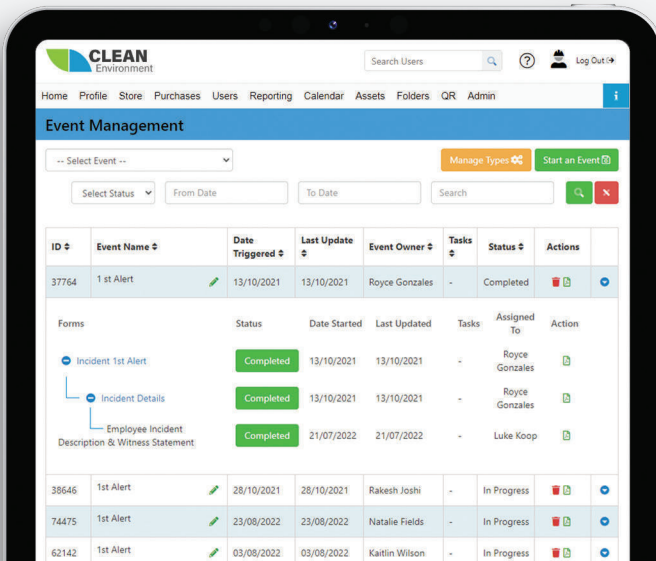 CLEAN
Environment
Search Users
Log Out
Home Profile Store Purchases Users Reporting Calendar Assets Folders QR Admin
i
Event Management
-- Select Event --
Manage Types
Start an Event
Select Status
From Date
To Date
Search
ID Event Name Date Triggered Last Update Event Owner Tasks Status Actions
37764 1 st Alert 13/10/2021 13/10/2021 Royce Gonzales - Completed
Forms Status Date Started Last Updated Tasks Assigned To Action
Incident 1st Alert Completed 13/10/2021 13/10/2021 - Royce Gonzales
Incident Details Completed 13/10/2021 13/10/2021 - Royce Gonzales
Employee Incident Description & Witness Statement Completed 21/07/2022 21/07/2022 - Luke Koop
38646 1st Alert 28/10/2021 28/10/2021 Rakesh Joshi - In Progress
74475 1st Alert 23/08/2022 23/08/2022 Natalie Fields - In Progress
62142 1st Alert 03/08/2022 03/08/2022 Kaitlin Wilson - In Progress